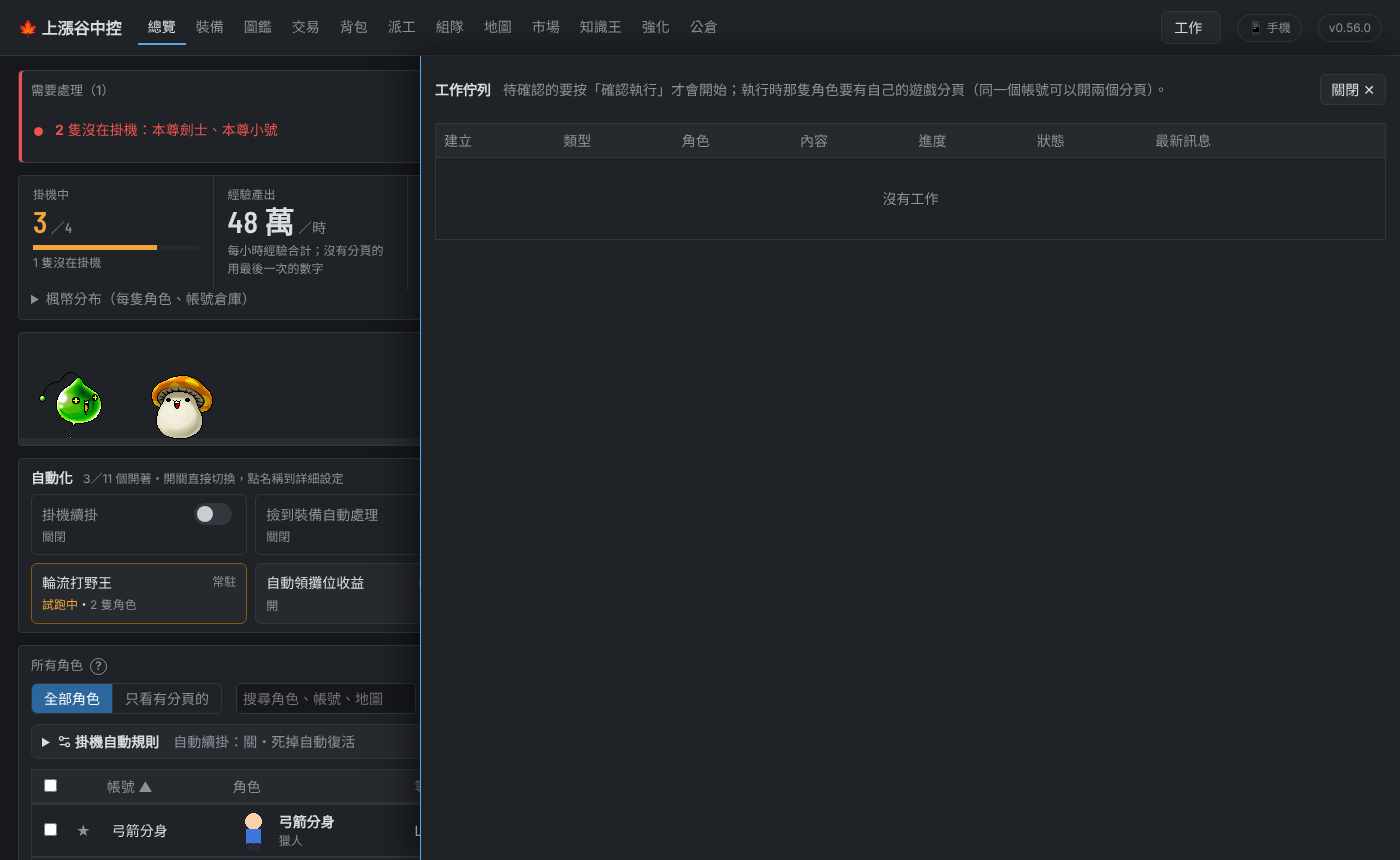 上漲谷中控 總覽 裝備 圖鑑 交易 背包 派工 組隊 地圖 市場 知識王 強化 公倉 工作 手機 v0.56.0
需要處理（1）
2 隻沒在掛機：本尊劍士、本尊小號
掛機中
3 ／4
1 隻沒在掛機
經驗產出
48 萬 ／時
每小時經驗合計；沒有分頁的
用最後一次的數字
▶ 楓幣分布（每隻角色、帳號倉庫）
自動化 3／11 個開著・開關直接切換，點名稱到詳細設定
掛機續掛
關閉
撿到裝備自動處理
關閉
輪流打野王 常駐
試跑中・2 隻角色
自動領攤位收益
開
所有角色 ?
全部角色 只看有分頁的 搜尋角色、帳號、地圖
▶ 掛機自動規則 自動續掛：關・死掉自動復活
帳號 ▲ 角色
★ 弓箭分身 弓箭分身
獵人
工作佇列 待確認的要按「確認執行」才會開始；執行時那隻角色要有自己的遊戲分頁（同一個帳號可以開兩個分頁）。 關閉 ✕
建立 類型 角色 內容 進度 狀態 最新訊息
沒有工作